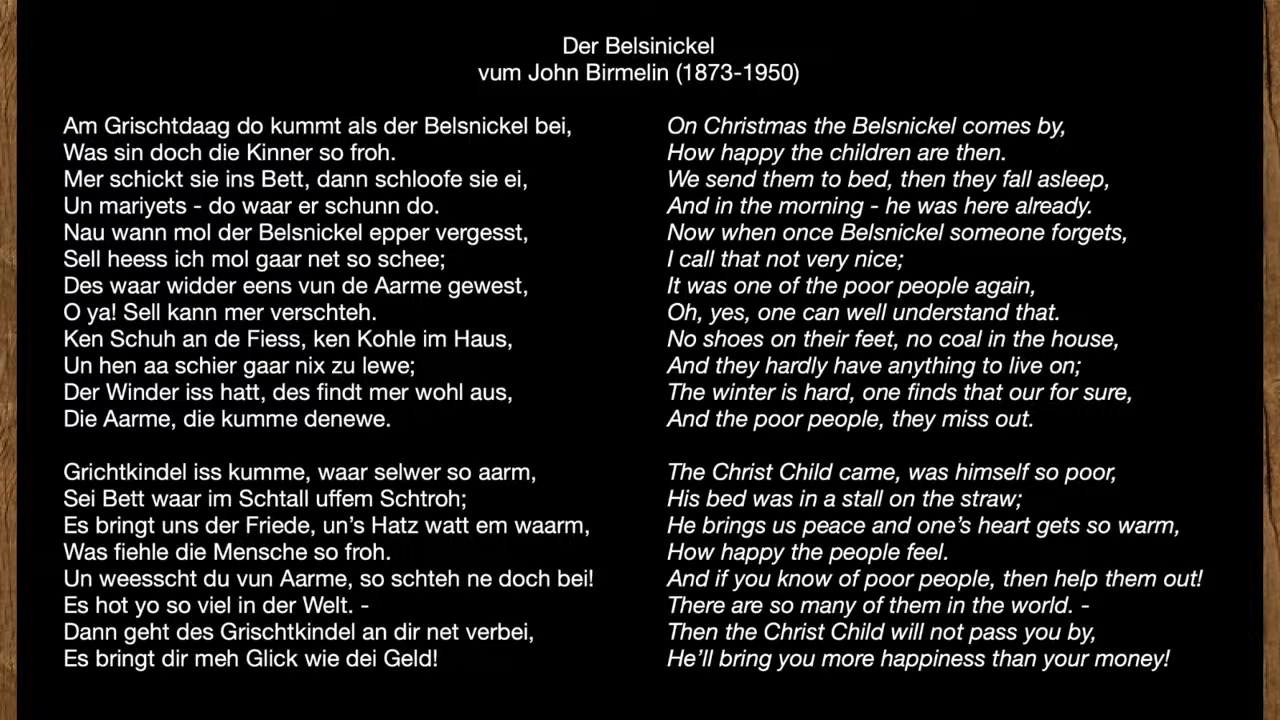 Der Belsinickel
vum John Birmelin (1873-1950)
Am Grischtdaag do kummt als der Belsnickel bei,
Was sin doch die Kinner so froh.
Mer schickt sie ins Bett, dann schloofe sie ei,
Un mariyets - do waar er schunn do.
Nau wann mol der Belsnickel epper vergesst,
Sell heess ich mol gaar net so schee;
Des waar widder eens vun de Aarme gewest,
O ya! Sell kann mer verschteh.
Ken Schuh an de Fiess, ken Kohle im Haus,
Un hen aa schier gaar nix zu lewe;
Der Winder iss hatt, des findt mer wohl aus,
Die Aarme, die kumme denewe.
Grichtkindel iss kumme, waar selwer so aarm,
Sei Bett waar im Schtall uffem Schtroh;
Es bringt uns der Friede, un's Hatz watt em waarm,
Was fiehle die Mensche so froh.
Un weesscht du vun Aarme, so schteh ne doch bei!
Es hot yo so viel in der Welt. -
Dann geht des Grischtkindel an dir net verbei,
Es bringt dir meh Glick wie dei Geld!
On Christmas the Belsnickel comes by,
How happy the children are then.
We send them to bed, then they fall asleep,
And in the morning - he was here already.
Now when once Belsnickel someone forgets,
I call that not very nice;
It was one of the poor people again,
Oh, yes, one can well understand that.
No shoes on their feet, no coal in the house,
And they hardly have anything to live on;
The winter is hard, one finds that our for sure,
And the poor people, they miss out.
The Christ Child came, was himself so poor,
His bed was in a stall on the straw;
He brings us peace and one's heart gets so warm,
How happy the people feel.
And if you know of poor people, then help them out!
There are so many of them in the world. -
Then the Christ Child will not pass you by,
He'll bring you more happiness than your money!